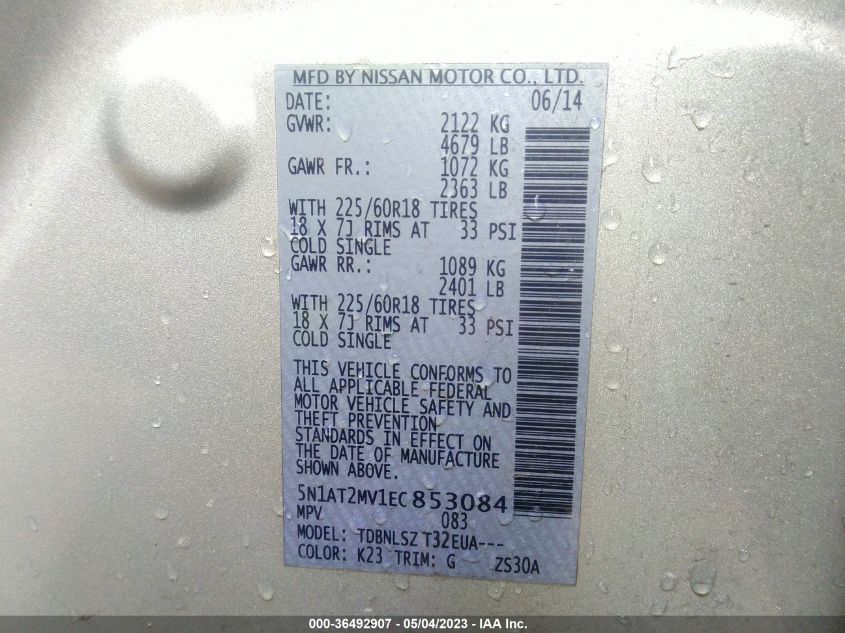 MFD BY NISSAN MOTOR CO., LTD.
DATE: 06/14
GVWR: 2122 KG
4679 LB
GAWR FR.: 1072 KG
2363 LB
WITH 225/60R18 TIRES
18 X 7J RIMS AT 33 PSI
COLD SINGLE
GAWR RR.: 1089 KG
2401 LB
WITH 225/60R18 TIRES
18 X 7J RIMS AT 33 PSI
COLD SINGLE
THIS VEHICLE CONFORMS TO
ALL APPLICABLE FEDERAL
MOTOR VEHICLE SAFETY AND
THEFT PREVENTION
STANDARDS IN EFFECT ON
THE DATE OF MANUFACTURE
SHOWN ABOVE.
5N1AT2MV1EC853084
MPV 083
MODEL: TDBNLSZ T32EUA---
COLOR: K23 TRIM: G ZS30A
000-36492907 - 05/04/2023 - IAA Inc.